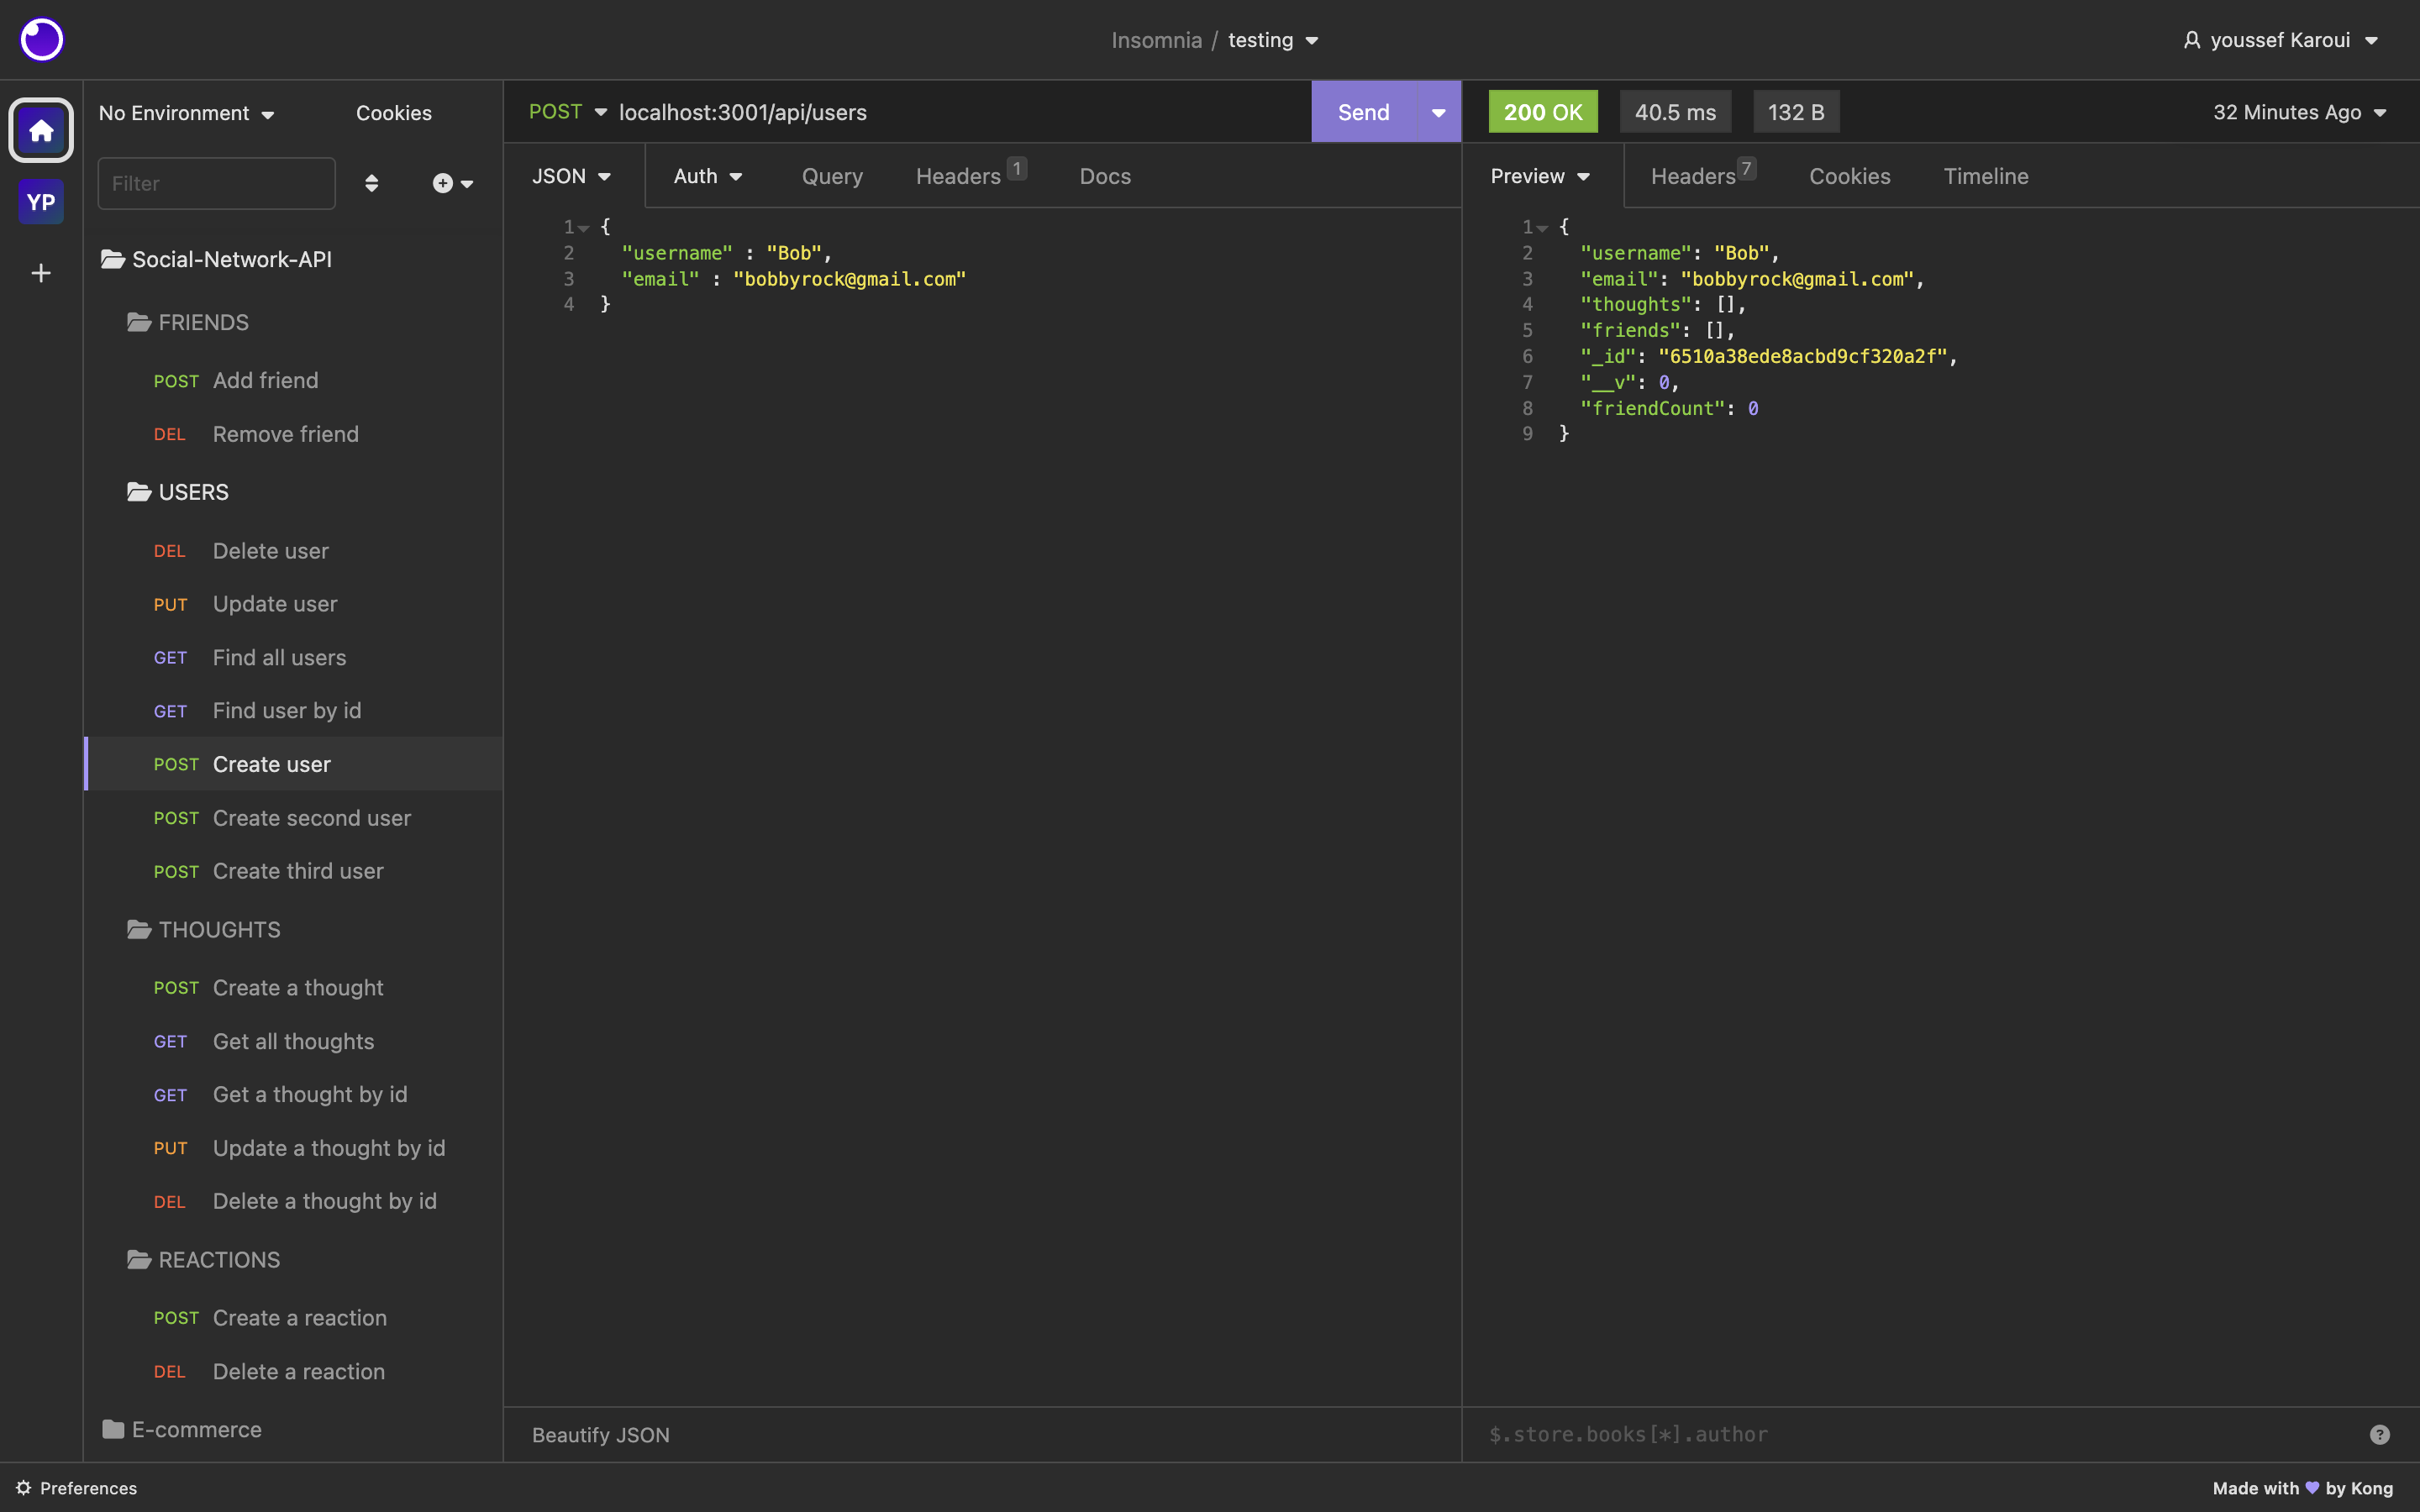 Insomnia / testing
youssef Karoui
YP
No Environment
Cookies
Filter
Social-Network-API
FRIENDS
POST Add friend
DEL Remove friend
USERS
DEL Delete user
PUT Update user
GET Find all users
GET Find user by id
POST Create user
POST Create second user
POST Create third user
THOUGHTS
POST Create a thought
GET Get all thoughts
GET Get a thought by id
PUT Update a thought by id
DEL Delete a thought by id
REACTIONS
POST Create a reaction
DEL Delete a reaction
E-commerce
POST localhost:3001/api/users
Send
JSON Auth Query Headers 1 Docs
1 {
2 "username" : "Bob",
3 "email" : "bobbyrock@gmail.com"
4 }
Beautify JSON
200 OK 40.5 ms 132 B 32 Minutes Ago
Preview Headers 7 Cookies Timeline
1 {
2 "username": "Bob",
3 "email": "bobbyrock@gmail.com",
4 "thoughts": [],
5 "friends": [],
6 "_id": "6510a38ede8acbd9cf320a2f",
7 "__v": 0,
8 "friendCount": 0
9 }
$.store.books[*].author
?
Preferences
Made with 💜 by Kong